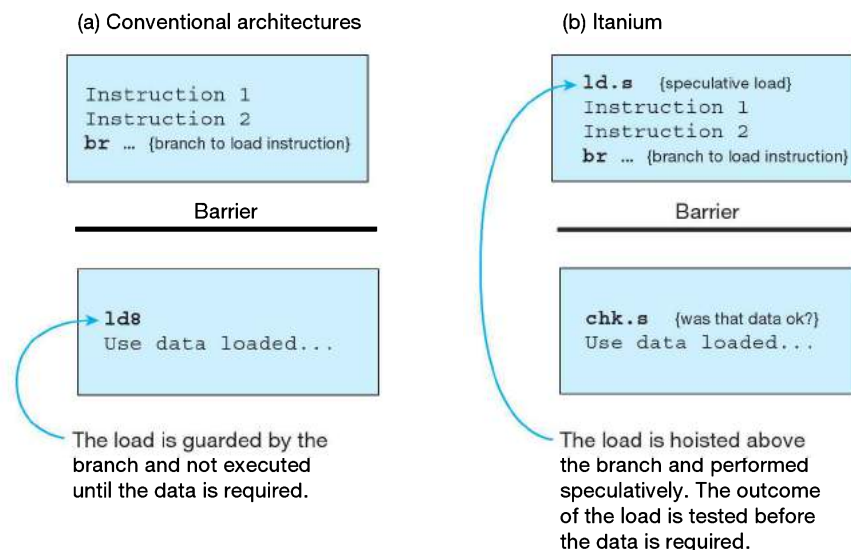 (a) Conventional architectures
Instruction 1
Instruction 2
br … {branch to load instruction}
Barrier
ld8
Use data loaded...
The load is guarded by the
branch and not executed
until the data is required.
(b) Itanium
ld.s {speculative load}
Instruction 1
Instruction 2
br … {branch to load instruction}
Barrier
chk.s {was that data ok?}
Use data loaded...
The load is hoisted above
the branch and performed
speculatively. The outcome
of the load is tested before
the data is required.